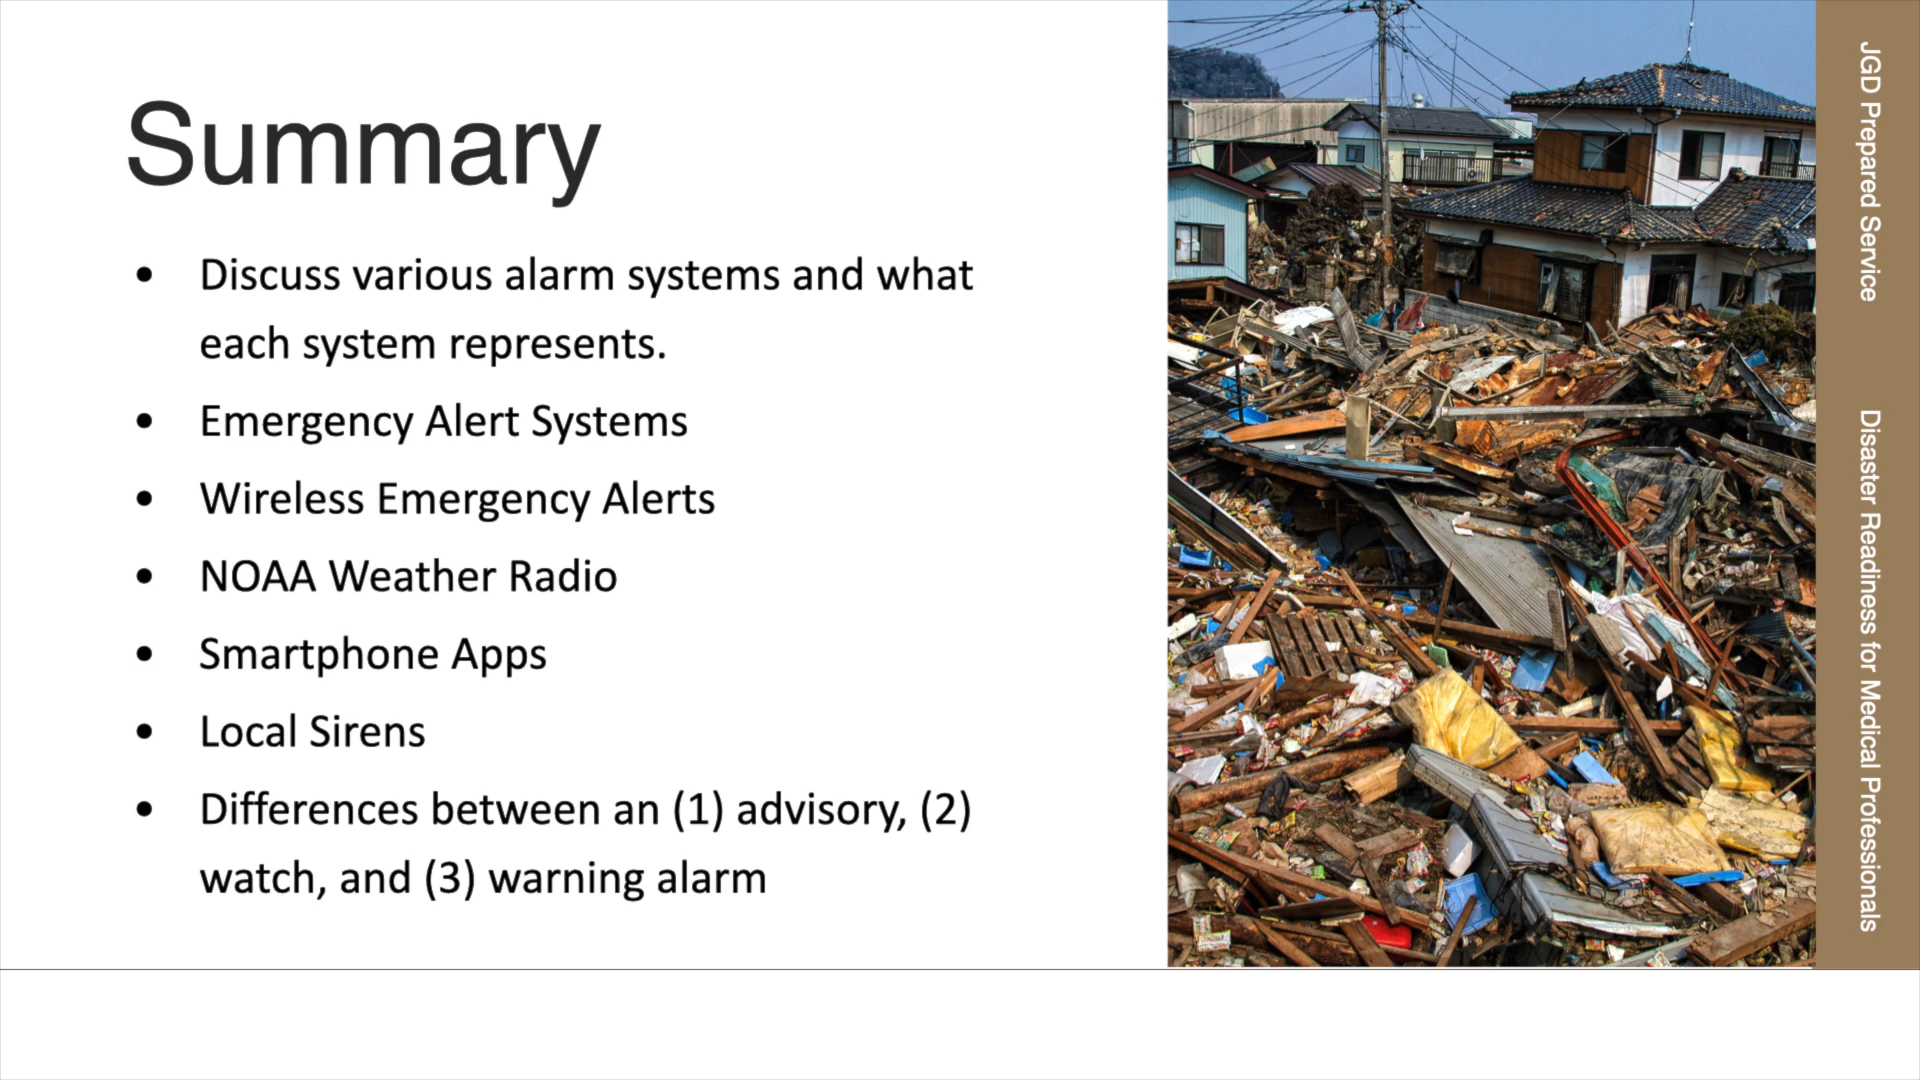 Summary
• Discuss various alarm systems and what
each system represents.
• Emergency Alert Systems
• Wireless Emergency Alerts
• NOAA Weather Radio
• Smartphone Apps
• Local Sirens
• Differences between an (1) advisory, (2)
watch, and (3) warning alarm
JGD Prepared Service
Disaster Readiness for Medical Professionals